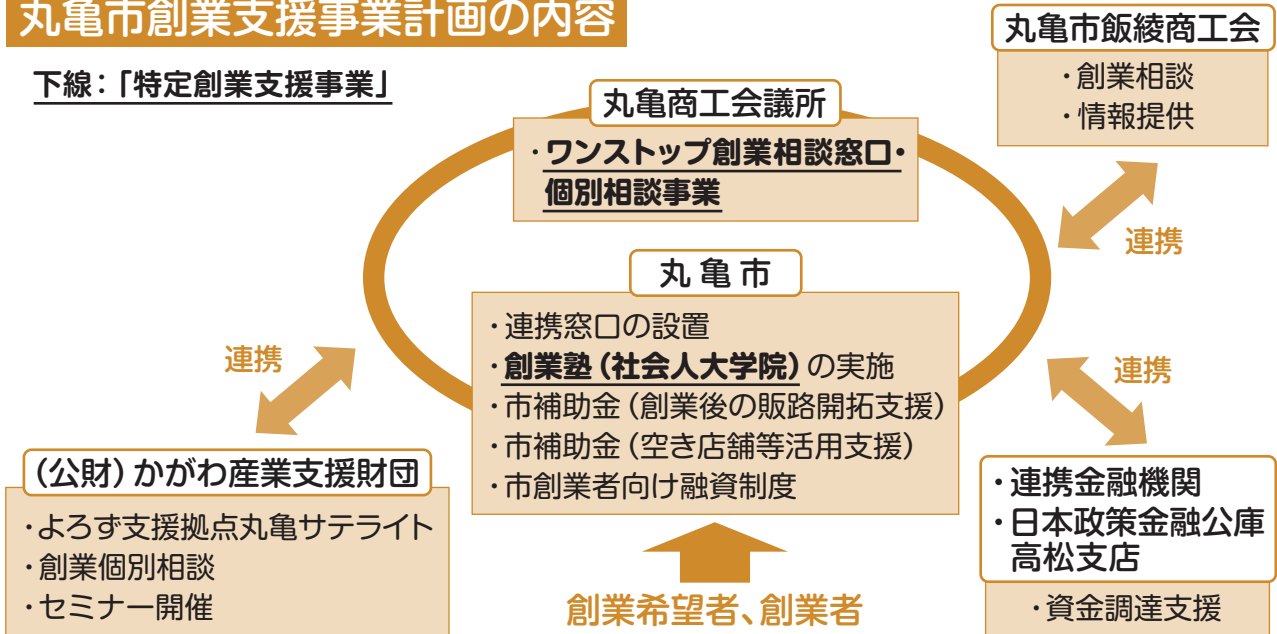 丸亀市創業支援事業計画の内容
下線：「特定創業支援事業」
丸亀商工会議所
・ワンストップ創業相談窓口・
個別相談事業
丸亀市飯綾商工会
・創業相談
・情報提供
連携
丸亀市
・連携窓口の設置
・創業塾（社会人大学院）の実施
・市補助金（創業後の販路開拓支援）
・市補助金（空き店舗等活用支援）
・市創業者向け融資制度
連携
（公財）かがわ産業支援財団
・よろず支援拠点丸亀サテライト
・創業個別相談
・セミナー開催
連携
・連携金融機関
・日本政策金融公庫
高松支店
・資金調達支援
創業希望者、創業者